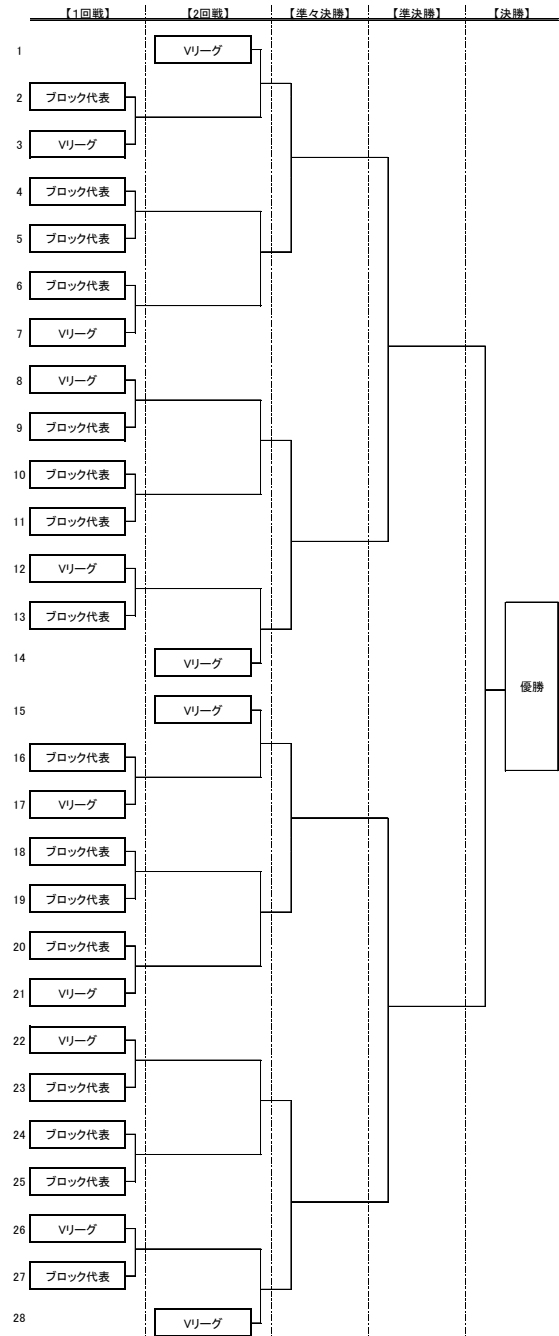 【1回戦】 【2回戦】 【準々決勝】 【準決勝】 【決勝】
1 Vリーグ
2 ブロック代表
3 Vリーグ
4 ブロック代表
5 ブロック代表
6 ブロック代表
7 Vリーグ
8 Vリーグ
9 ブロック代表
10 ブロック代表
11 ブロック代表
12 Vリーグ
13 ブロック代表
14 Vリーグ
優勝
15 Vリーグ
16 ブロック代表
17 Vリーグ
18 ブロック代表
19 ブロック代表
20 ブロック代表
21 Vリーグ
22 Vリーグ
23 ブロック代表
24 ブロック代表
25 ブロック代表
26 Vリーグ
27 ブロック代表
28 Vリーグ